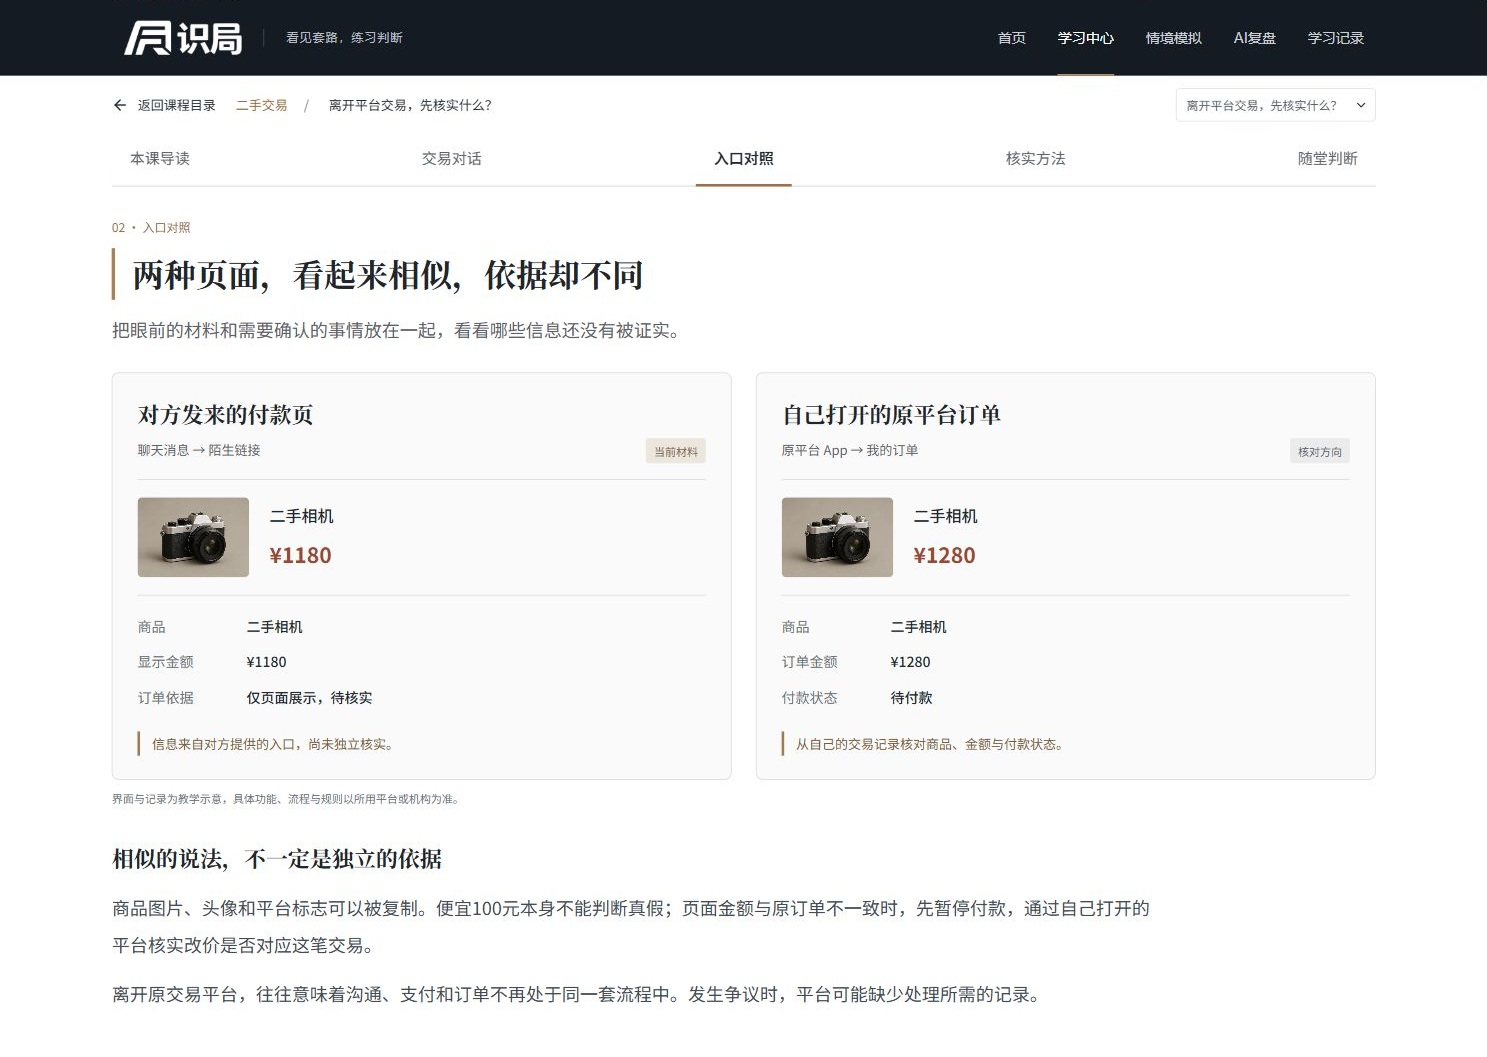 识局
看见套路，练习判断
首页
学习中心
情境模拟
AI复盘
学习记录
返回课程目录
二手交易
/
离开平台交易，先核实什么？
离开平台交易，先核实什么？
本课导读
交易对话
入口对照
核实方法
随堂判断
02 · 入口对照
两种页面，看起来相似，依据却不同
把眼前的材料和需要确认的事情放在一起，看看哪些信息还没有被证实。
对方发来的付款页
聊天消息 → 陌生链接
当前材料
二手相机
¥1180
商品 二手相机
显示金额 ¥1180
订单依据 仅页面展示，待核实
信息来自对方提供的入口，尚未独立核实。
自己打开的原平台订单
原平台 App → 我的订单
核对方向
二手相机
¥1280
商品 二手相机
订单金额 ¥1280
付款状态 待付款
从自己的交易记录核对商品、金额与付款状态。
界面与记录为教学示意，具体功能、流程与规则以所用平台或机构为准。
相似的说法，不一定是独立的依据
商品图片、头像和平台标志可以被复制。便宜100元本身不能判断真假；页面金额与原订单不一致时，先暂停付款，通过自己打开的
平台核实改价是否对应这笔交易。
离开原交易平台，往往意味着沟通、支付和订单不再处于同一套流程中。发生争议时，平台可能缺少处理所需的记录。